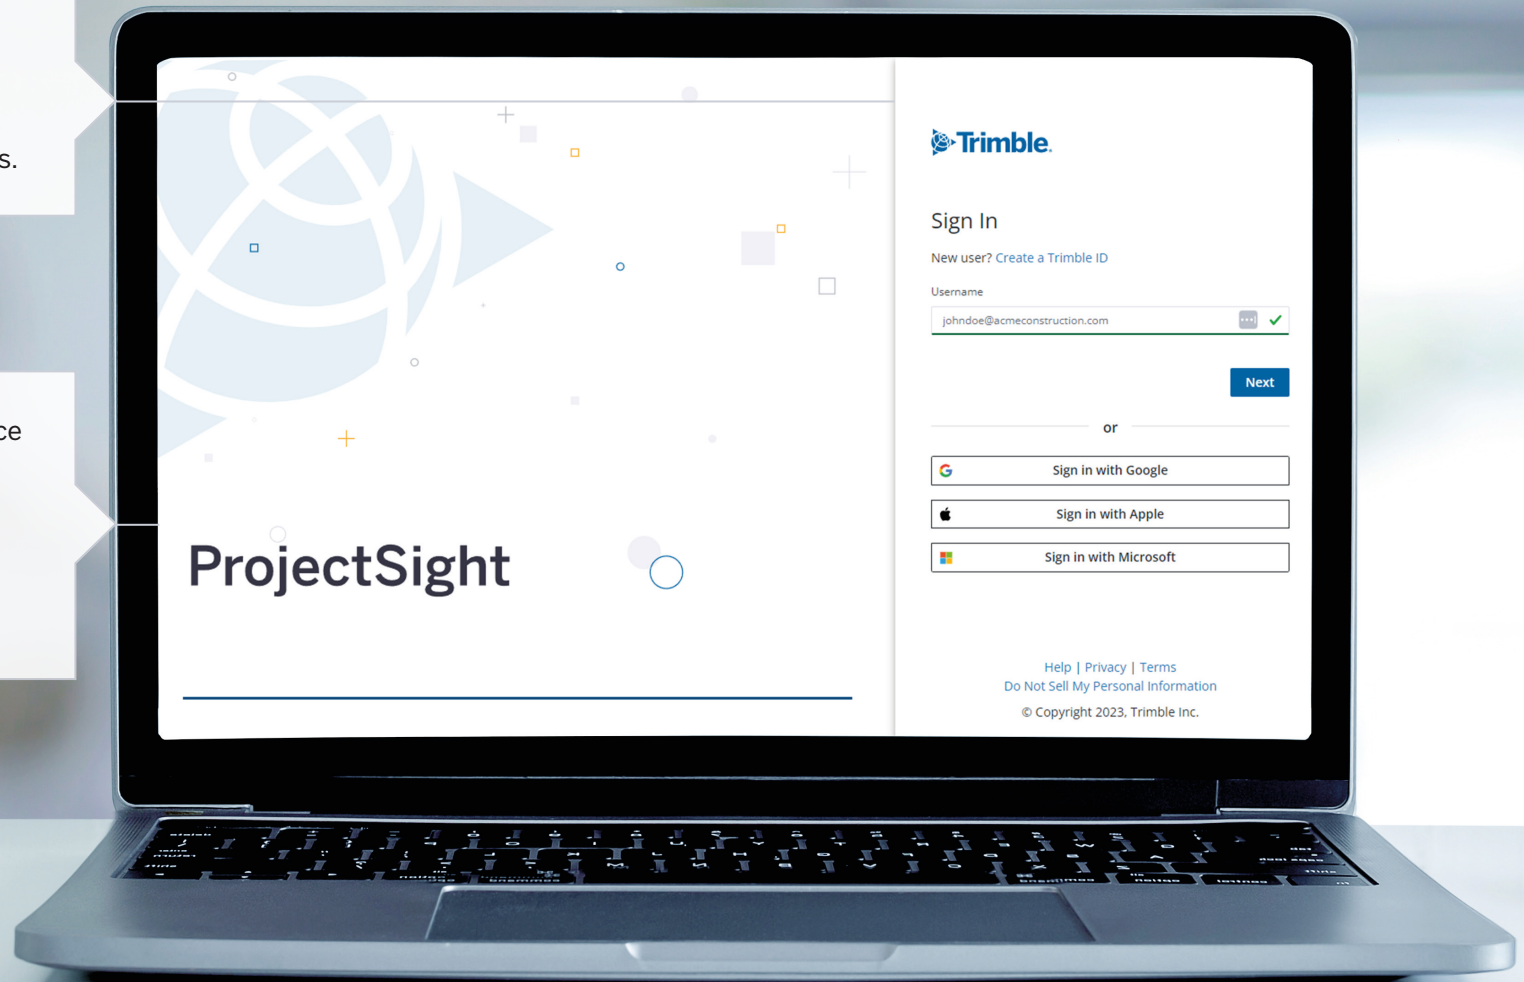 s.
ce
Trimble.
Sign In
New user? Create a Trimble ID
Username
johndoe@acmeconstruction.com
Next
or
Sign in with Google
Sign in with Apple
Sign in with Microsoft
ProjectSight
Help | Privacy | Terms
Do Not Sell My Personal Information
© Copyright 2023, Trimble Inc.